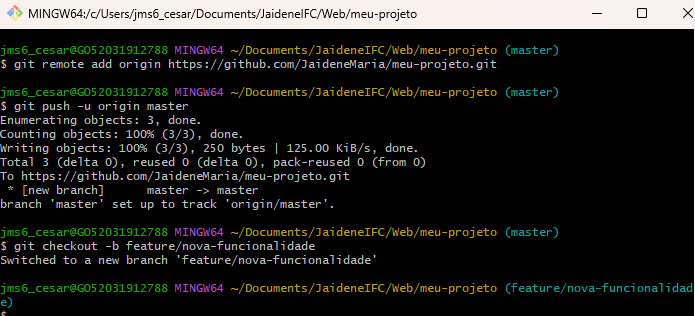 MINGW64:/c/Users/jms6_cesar/Documents/JaideneIFC/Web/meu-projeto
jms6_cesar@GO52031912788 MINGW64 ~/Documents/JaideneIFC/Web/meu-projeto (master)
$ git remote add origin https://github.com/JaideneMaria/meu-projeto.git
jms6_cesar@GO52031912788 MINGW64 ~/Documents/JaideneIFC/Web/meu-projeto (master)
$ git push -u origin master
Enumerating objects: 3, done.
Counting objects: 100% (3/3), done.
Writing objects: 100% (3/3), 250 bytes | 125.00 KiB/s, done.
Total 3 (delta 0), reused 0 (delta 0), pack-reused 0 (from 0)
To https://github.com/JaideneMaria/meu-projeto.git
 * [new branch]      master -> master
branch 'master' set up to track 'origin/master'.
jms6_cesar@GO52031912788 MINGW64 ~/Documents/JaideneIFC/Web/meu-projeto (master)
$ git checkout -b feature/nova-funcionalidade
Switched to a new branch 'feature/nova-funcionalidade'
jms6_cesar@GO52031912788 MINGW64 ~/Documents/JaideneIFC/Web/meu-projeto (feature/nova-funcionalidad
e)
$